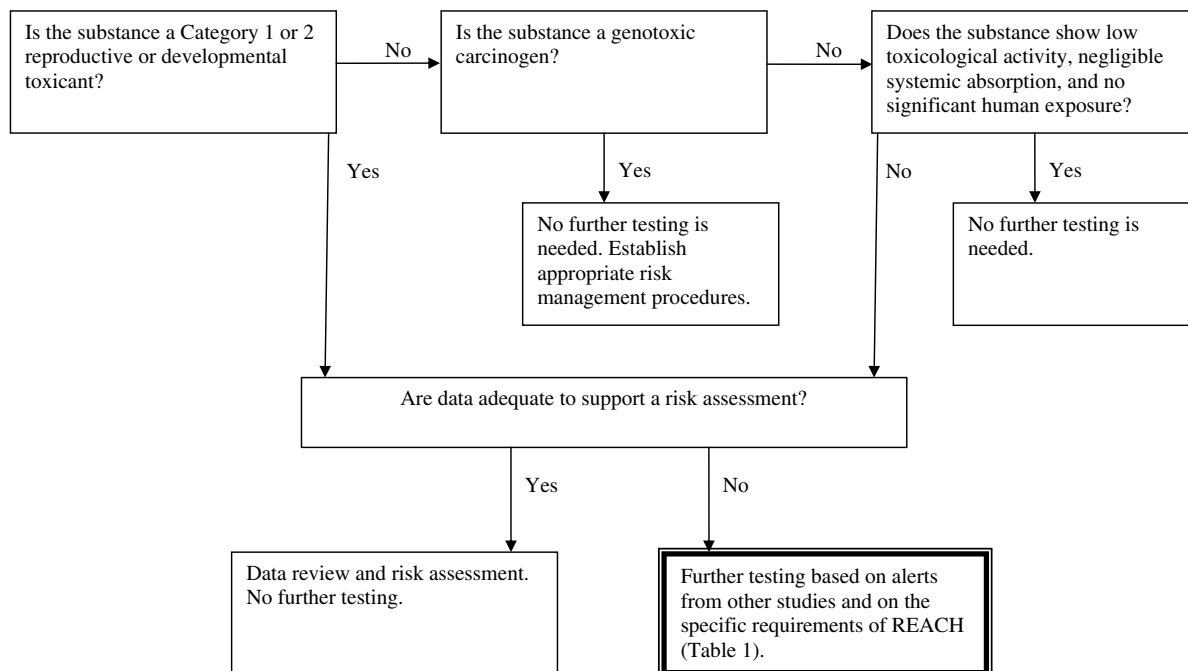 Is the substance a Category 1 or 2
reproductive or developmental
toxicant?
No
Is the substance a genotoxic
carcinogen?
No
Does the substance show low
toxicological activity, negligible
systemic absorption, and no
significant human exposure?
Yes
Yes
No
Yes
No further testing is
needed. Establish
appropriate risk
management procedures.
No further testing is
needed.
Are data adequate to support a risk assessment?
Yes
No
Data review and risk assessment.
No further testing.
Further testing based on alerts
from other studies and on the
specific requirements of REACH
(Table 1).